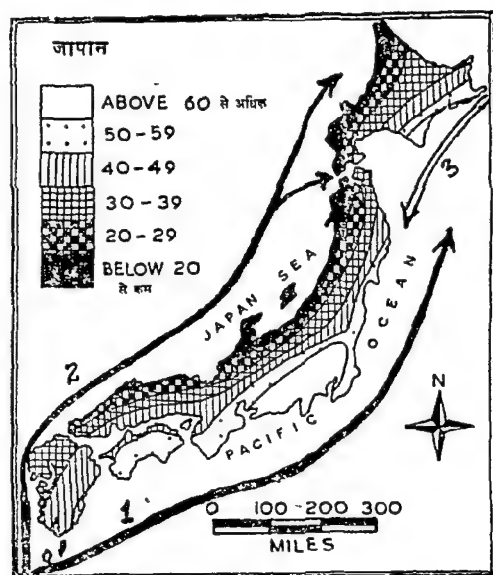 जापान
ABOVE 60 से अधिक
50-59
40-49
30-39
20-29
BELOW 20
से कम
JAPAN SEA
PACIFIC OCEAN
N
1
2
3
0 100 200 300
MILES